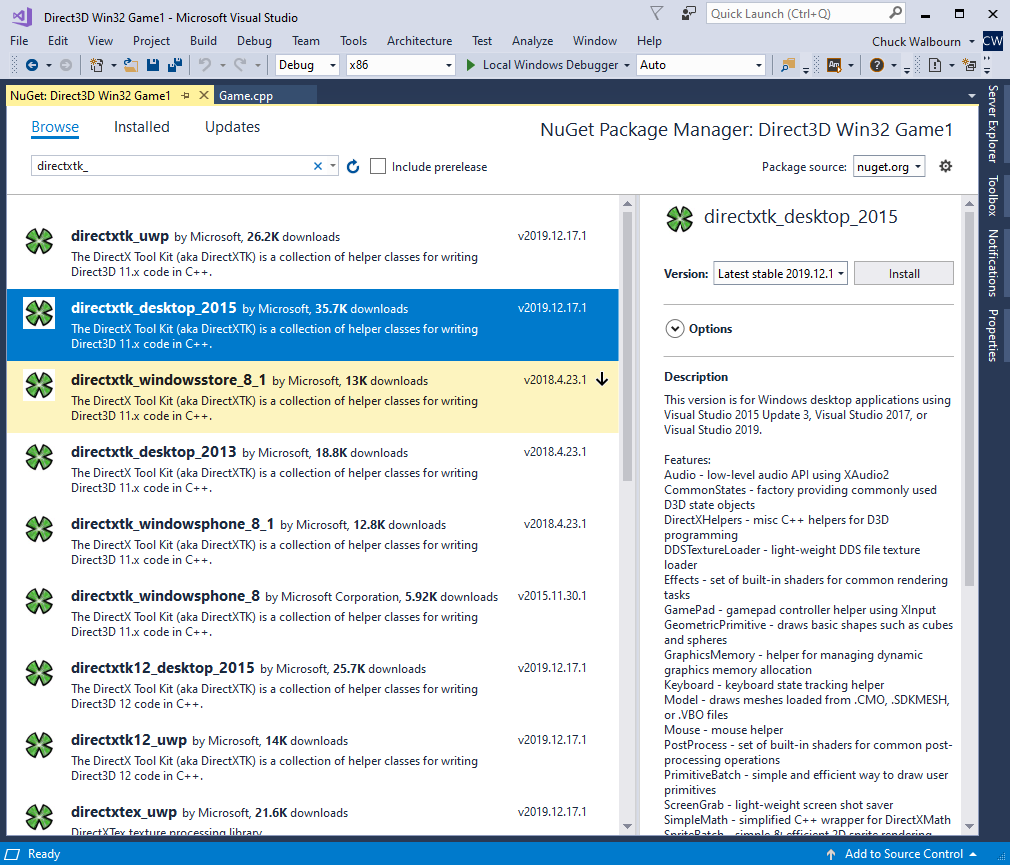 Direct3D Win32 Game1 - Microsoft Visual Studio
Quick Launch (Ctrl+Q)
File Edit View Project Build Debug Team Tools Architecture Test Analyze Window Help
Chuck Walbourn CW
Debug x86 Local Windows Debugger Auto
NuGet: Direct3D Win32 Game1 Game.cpp
Browse Installed Updates
NuGet Package Manager: Direct3D Win32 Game1
directxtk_
Include prerelease
Package source: nuget.org
directxtk_uwp by Microsoft, 26.2K downloads v2019.12.17.1
The DirectX Tool Kit (aka DirectXTK) is a collection of helper classes for writing
Direct3D 11.x code in C++.
directxtk_desktop_2015 by Microsoft, 35.7K downloads v2019.12.17.1
The DirectX Tool Kit (aka DirectXTK) is a collection of helper classes for writing
Direct3D 11.x code in C++.
directxtk_windowsstore_8_1 by Microsoft, 13K downloads v2018.4.23.1
The DirectX Tool Kit (aka DirectXTK) is a collection of helper classes for writing
Direct3D 11.x code in C++.
directxtk_desktop_2013 by Microsoft, 18.8K downloads v2018.4.23.1
The DirectX Tool Kit (aka DirectXTK) is a collection of helper classes for writing
Direct3D 11.x code in C++.
directxtk_windowsphone_8_1 by Microsoft, 12.8K downloads v2018.4.23.1
The DirectX Tool Kit (aka DirectXTK) is a collection of helper classes for writing
Direct3D 11.x code in C++.
directxtk_windowsphone_8 by Microsoft Corporation, 5.92K downloads v2015.11.30.1
The DirectX Tool Kit (aka DirectXTK) is a collection of helper classes for writing
Direct3D 11.x code in C++.
directxtk12_desktop_2015 by Microsoft, 25.7K downloads v2019.12.17.1
The DirectX Tool Kit (aka DirectXTK) is a collection of helper classes for writing
Direct3D 12 code in C++.
directxtk12_uwp by Microsoft, 14K downloads v2019.12.17.1
The DirectX Tool Kit (aka DirectXTK) is a collection of helper classes for writing
Direct3D 12 code in C++.
directxtex_uwp by Microsoft, 21.6K downloads v2019.12.17.1
DirectXTex texture processing library
directxtk_desktop_2015
Version: Latest stable 2019.12.1 Install
Options
Description
This version is for Windows desktop applications using
Visual Studio 2015 Update 3, Visual Studio 2017, or
Visual Studio 2019.
Features:
Audio - low-level audio API using XAudio2
CommonStates - factory providing commonly used
D3D state objects
DirectXHelpers - misc C++ helpers for D3D
programming
DDSTextureLoader - light-weight DDS file texture
loader
Effects - set of built-in shaders for common rendering
tasks
GamePad - gamepad controller helper using XInput
GeometricPrimitive - draws basic shapes such as cubes
and spheres
GraphicsMemory - helper for managing dynamic
graphics memory allocation
Keyboard - keyboard state tracking helper
Model - draws meshes loaded from .CMO, .SDKMESH,
or .VBO files
Mouse - mouse helper
PostProcess - set of built-in shaders for common post-
processing operations
PrimitiveBatch - simple and efficient way to draw user
primitives
ScreenGrab - light-weight screen shot saver
SimpleMath - simplified C++ wrapper for DirectXMath
SpriteBatch - simple & efficient 2D sprite rendering
Server Explorer
Toolbox
Notifications
Properties
Ready
Add to Source Control